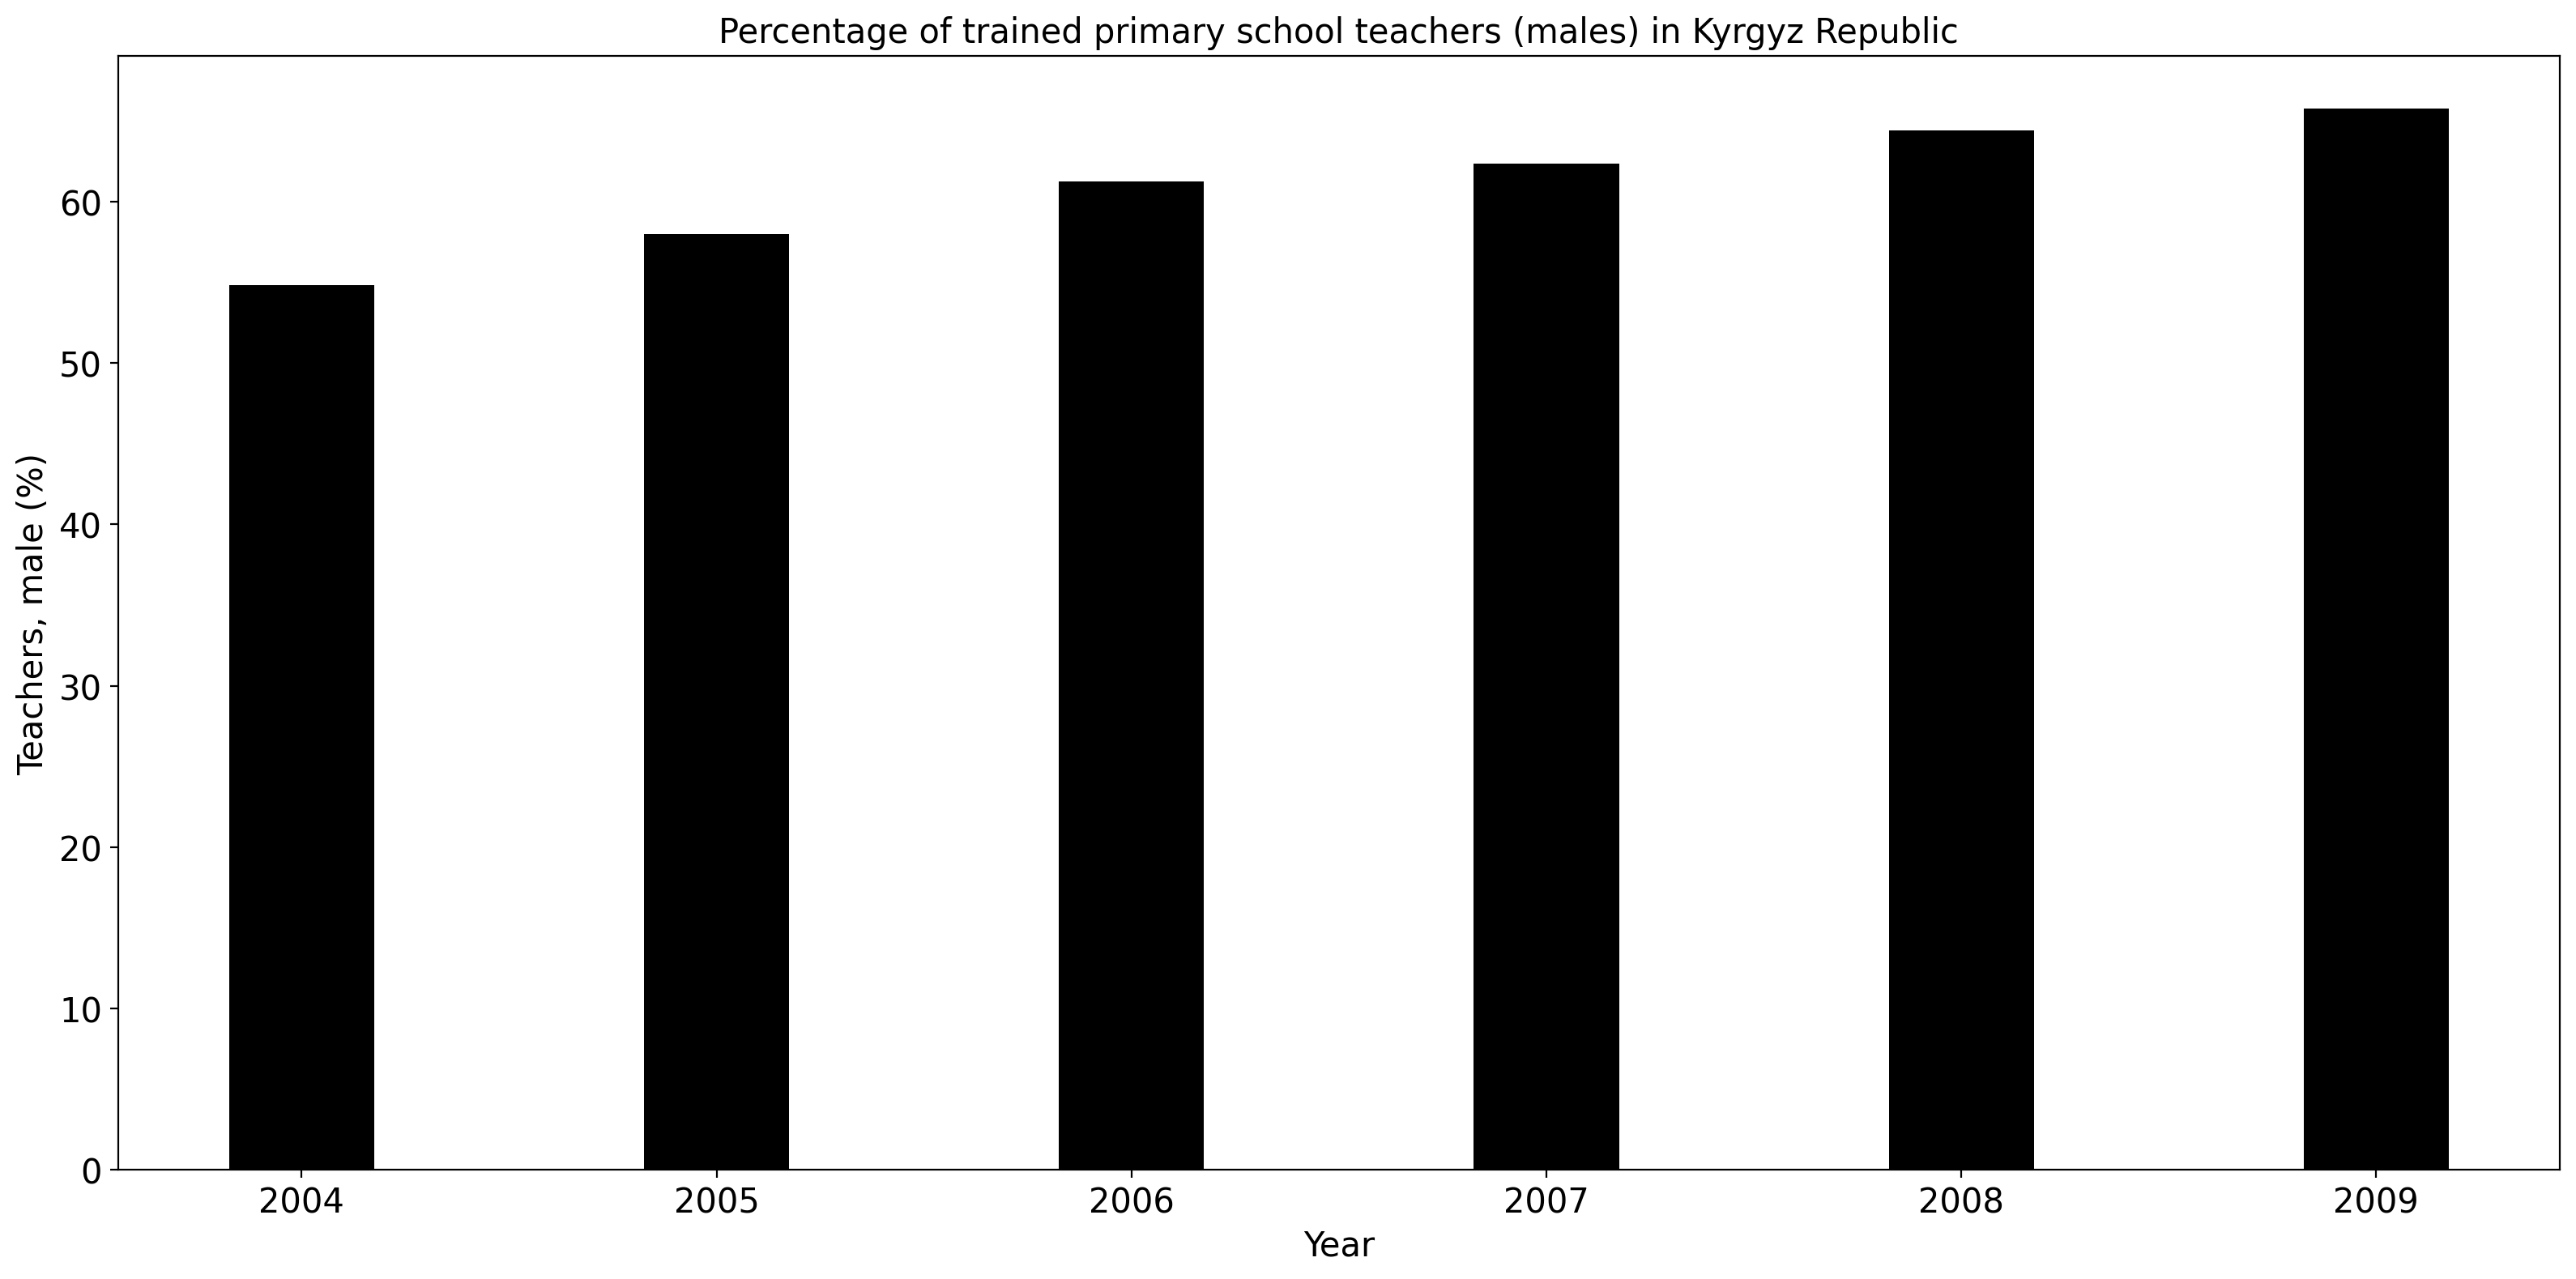 Percentage of trained primary school teachers (males) in Kyrgyz Republic
Teachers, male (%)
60
50
40
30
20
10
0
2004 2005 2006 2007 2008 2009
Year